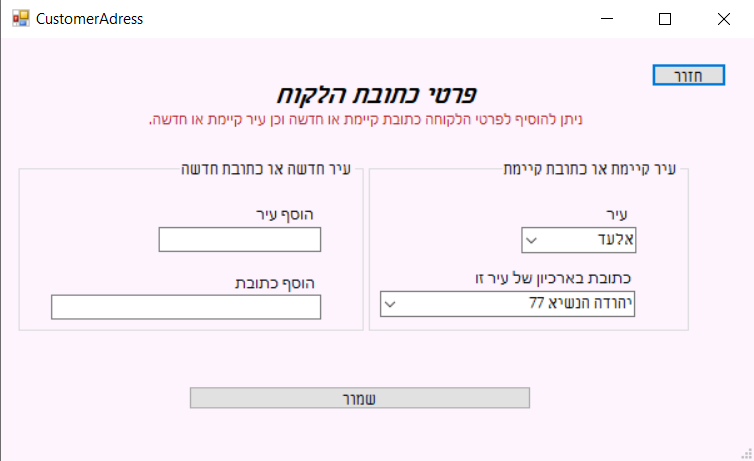 CustomerAdress
חזור
פרטי כתובת הלקוח
ניתן להוסיף לפרטי הלקוחה כתובת קיימת או חדשה וכן עיר קיימת או חדשה.
עיר קיימת או כתובת קיימת
עיר
אלעד
כתובת בארכיון של עיר זו
יהודה הנשיא 77
עיר חדשה או כתובת חדשה
הוסף עיר
הוסף כתובת
שמור